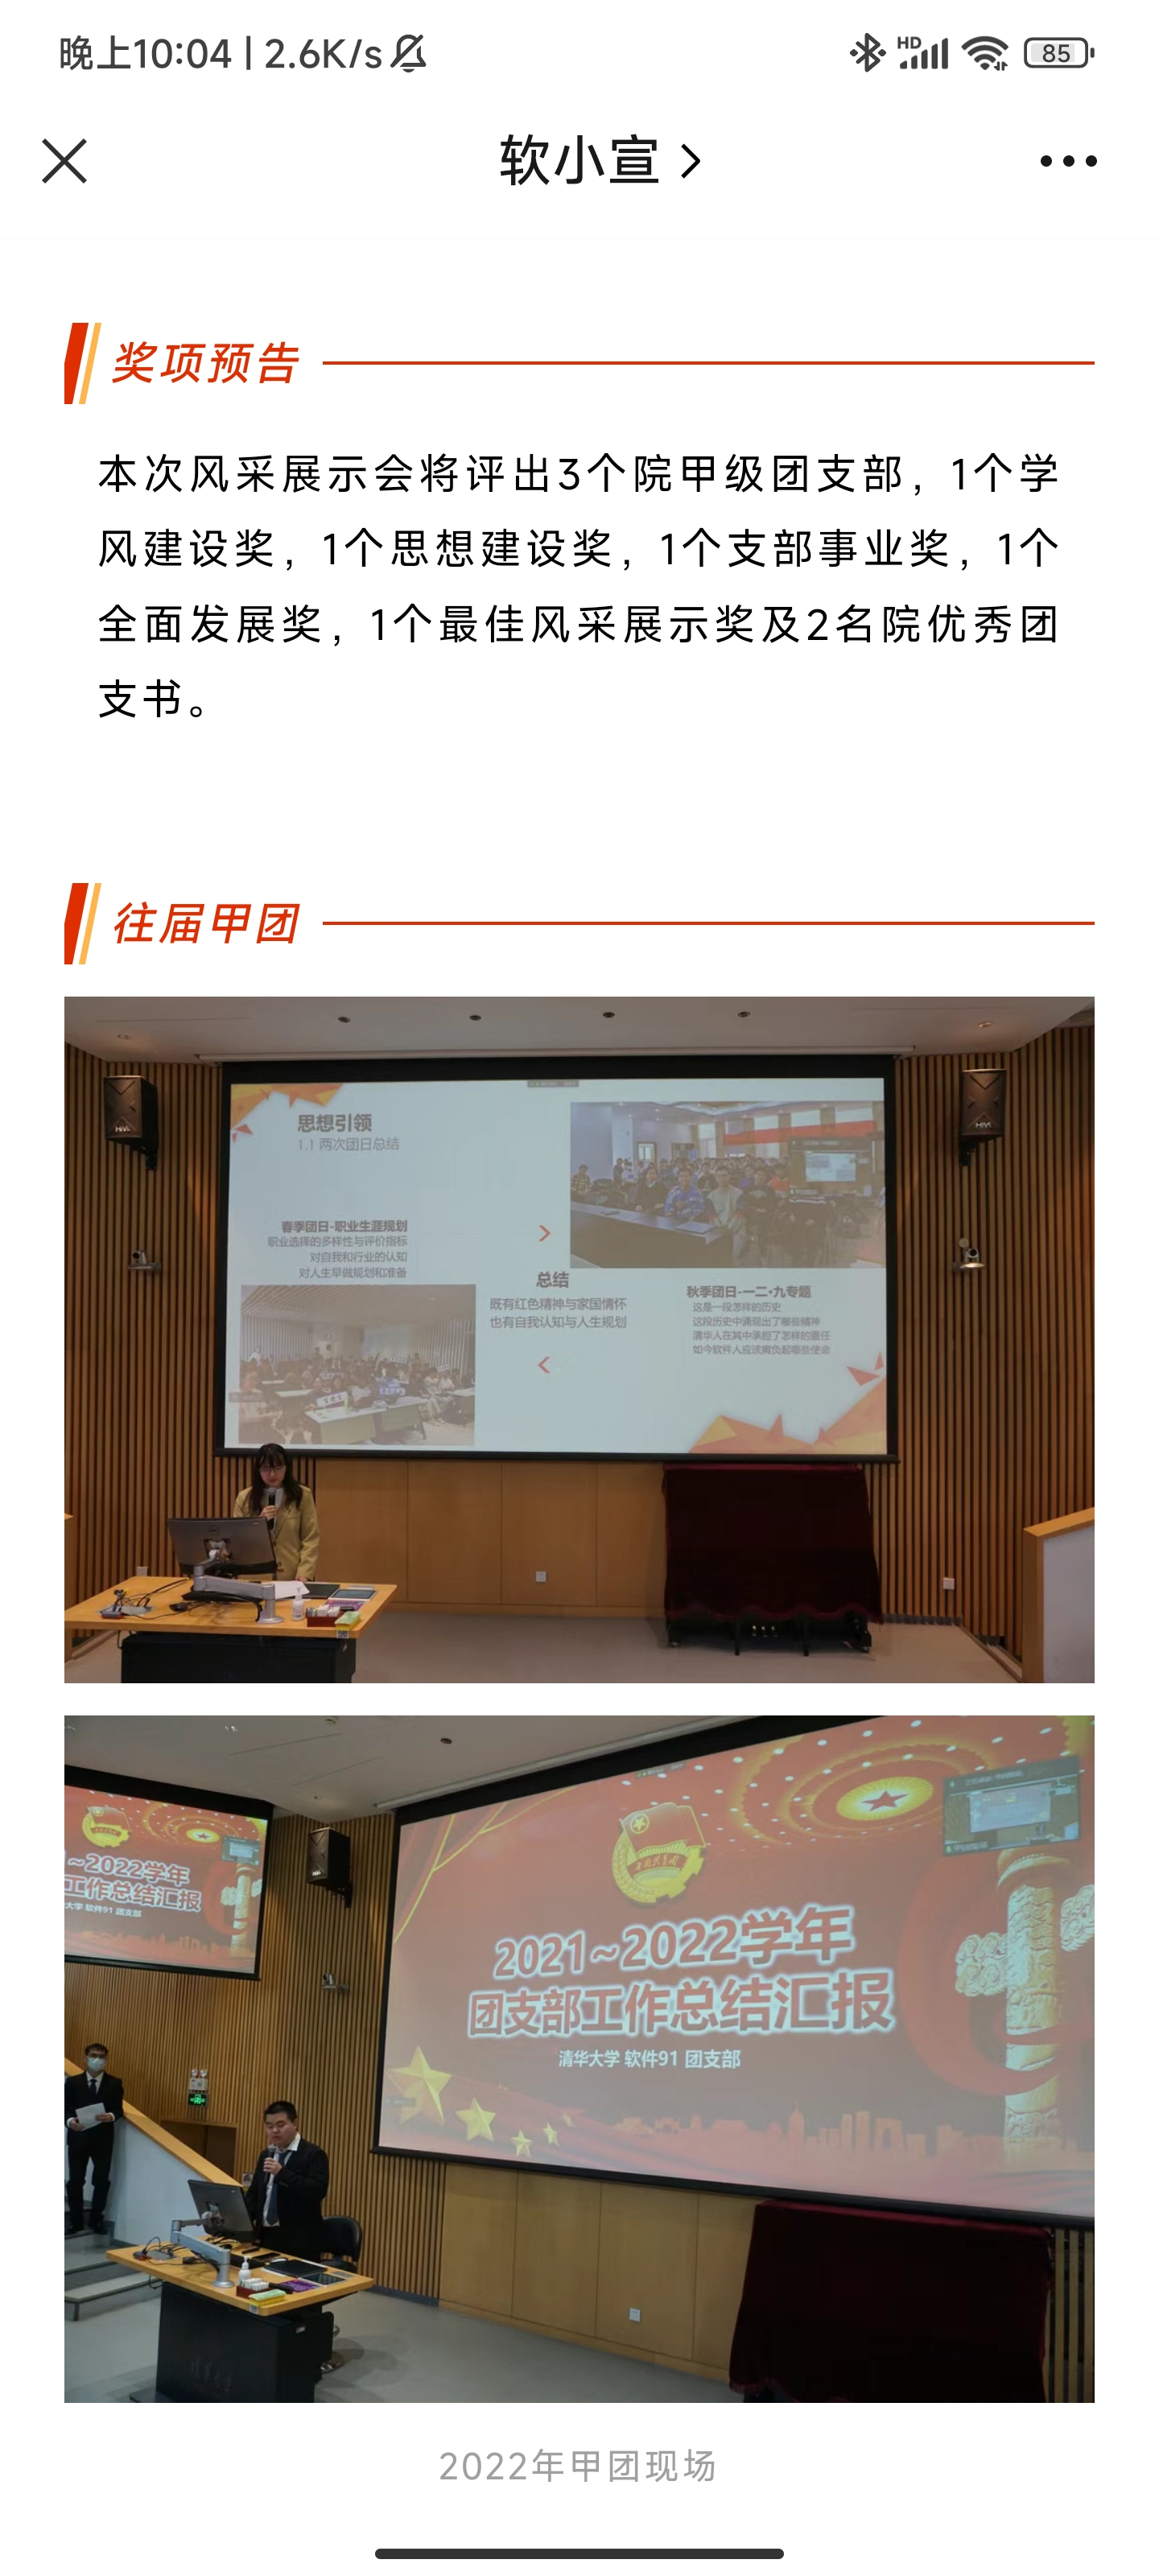 晚上10:04 | 2.6K/s
HD
85
软小宣
奖项预告
本次风采展示会将评出3个院甲级团支部，1个学
风建设奖，1个思想建设奖，1个支部事业奖，1个
全面发展奖，1个最佳风采展示奖及2名院优秀团
支书。
往届甲团
思想引领
1.1 两次团日总结
春季团日-职业生涯规划
职业选择的多样性与评价指标
对自我和行业的认知
对人生早做规划和准备
总结
既有红色精神与家国情怀
也有自我认知与人生规划
秋季团日-一二·九专题
这是一段怎样的历史
这段历史中涌现出了哪些精神
清华人在其中承担了怎样的责任
如今软件人应该肩负起哪些使命
HiVi
HiVi
~2022学年
工作总结汇报
大学 软件91 团支部
2021~2022学年
团支部工作总结汇报
清华大学 软件91 团支部
2022年甲团现场